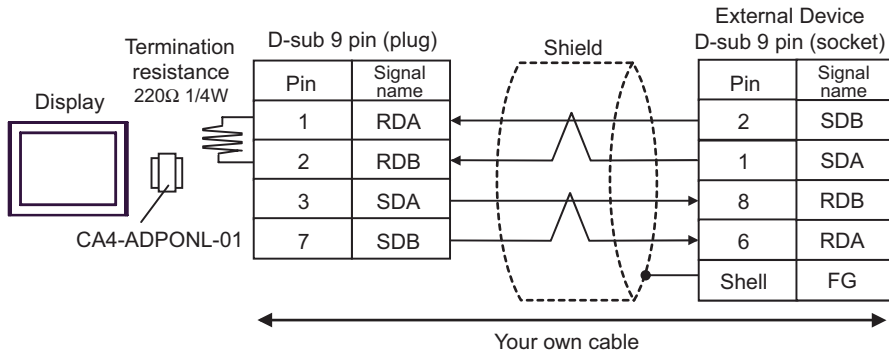 External Device
D-sub 9 pin (plug)
D-sub 9 pin (socket)
Termination
resistance
220Ω 1/4W
Shield
Display
CA4-ADPONL-01
Pin Signal name
1 RDA
2 RDB
3 SDA
7 SDB
Pin Signal name
2 SDB
1 SDA
8 RDB
6 RDA
Shell FG
Your own cable